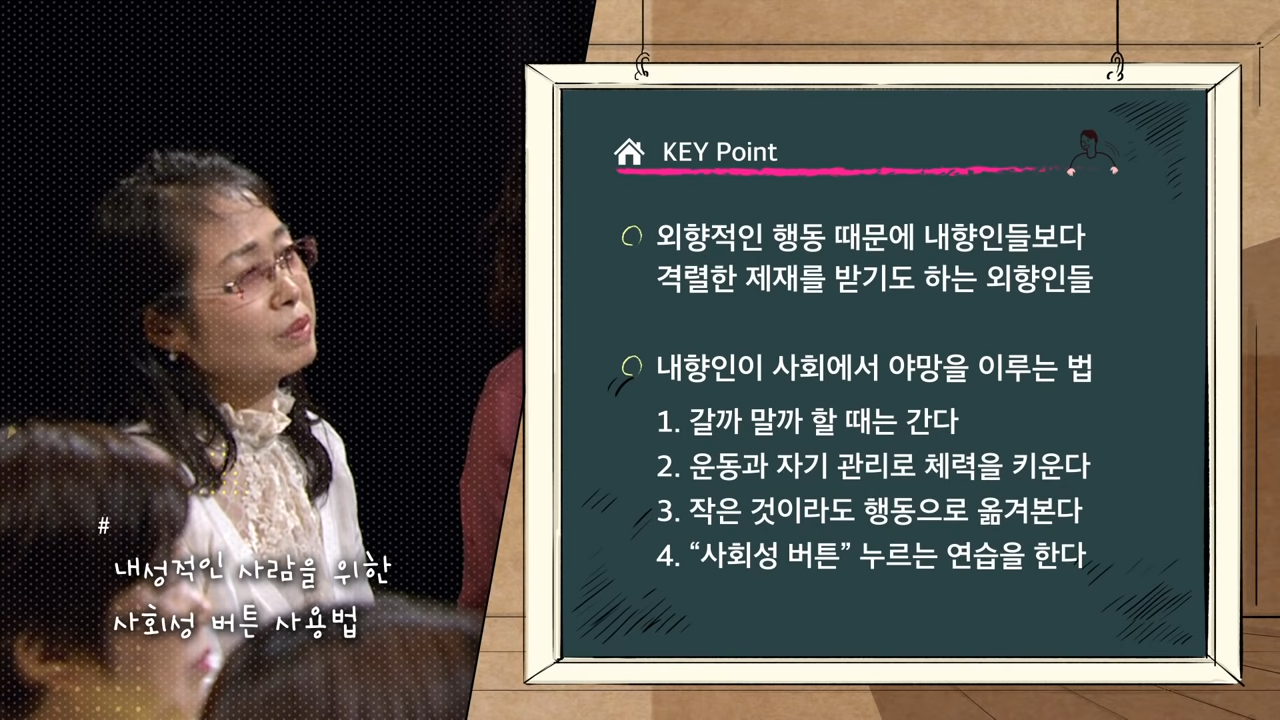 KEY Point
외향적인 행동 때문에 내향인들보다
격렬한 제재를 받기도 하는 외향인들
내향인이 사회에서 야망을 이루는 법
1. 갈까 말까 할 때는 간다
2. 운동과 자기 관리로 체력을 키운다
3. 작은 것이라도 행동으로 옮겨본다
4. “사회성 버튼” 누르는 연습을 한다
#
내성적인 사람을 위한
사회성 버튼 사용법